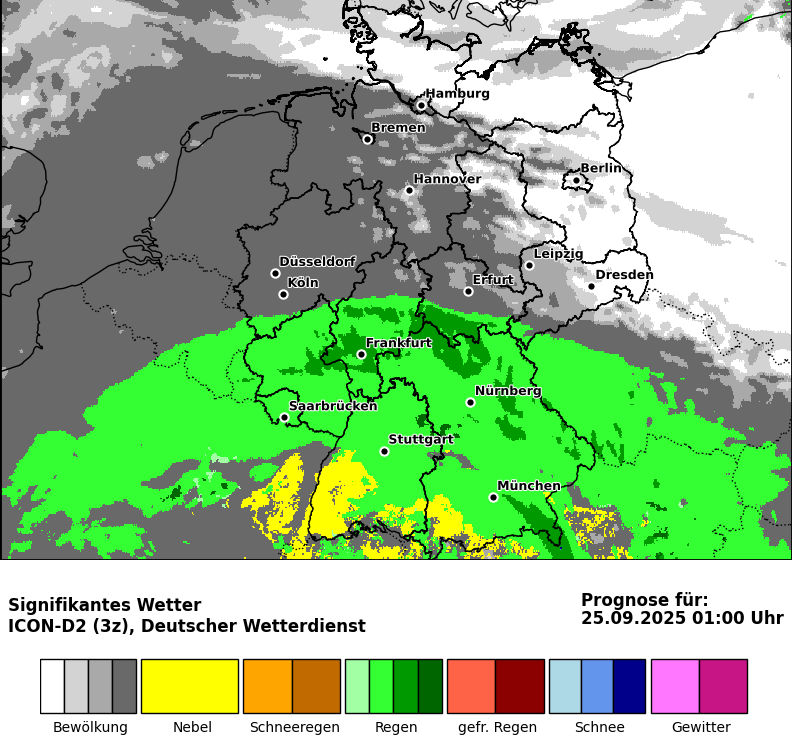 Hamburg
Bremen
Berlin
Hannover
Leipzig
Düsseldorf
Dresden
Köln
Erfurt
Frankfurt
Nürnberg
Saarbrücken
Stuttgart
München
Signifikantes Wetter
ICON-D2 (3z), Deutscher Wetterdienst
Prognose für:
25.09.2025 01:00 Uhr
Bewölkung
Nebel
Schneeregen
Regen
gefr. Regen
Schnee
Gewitter